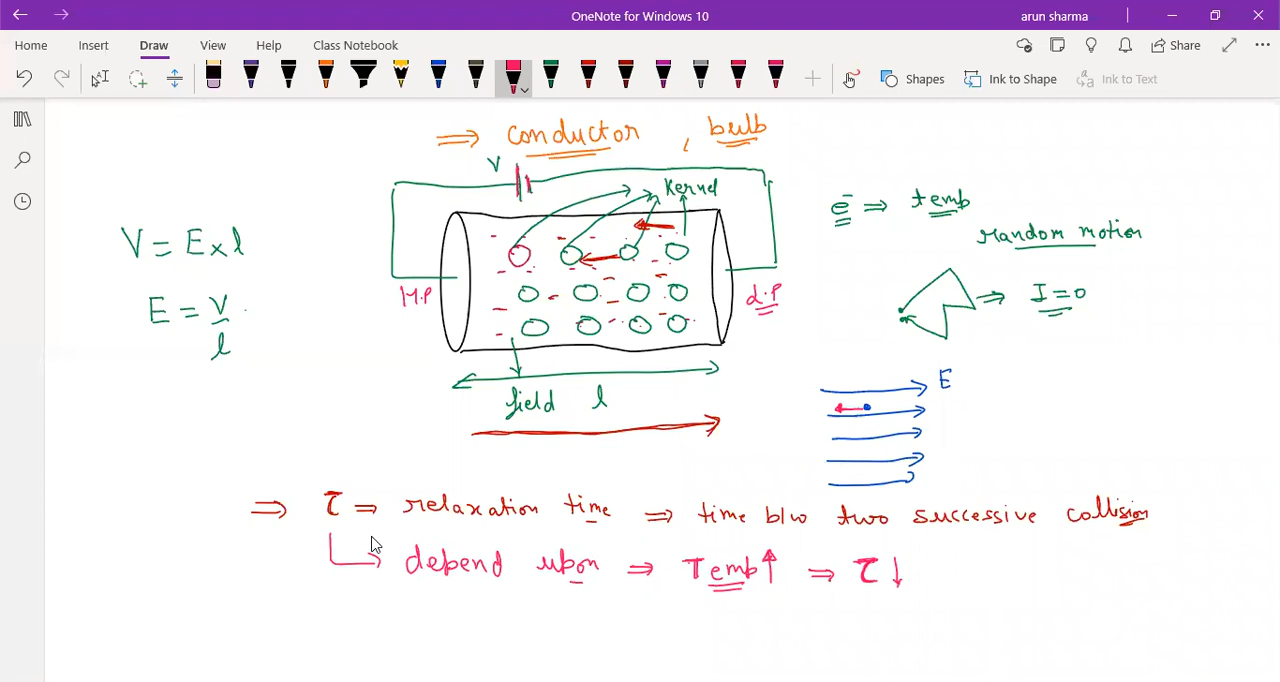 OneNote for Windows 10
arun sharma
Home Insert Draw View Help Class Notebook
Share
Shapes Ink to Shape Ink to Text
⇒ conductor , bulb
V
Kernel
e⁻ ⇒ temp
random motion
V = E x l
H.P
d.P
⇒ I = 0
E = V/l
E
field l
⇒ τ ⇒ relaxation time ⇒ time b/w two successive collision
depend upon ⇒ Temp↑ ⇒ τ↓